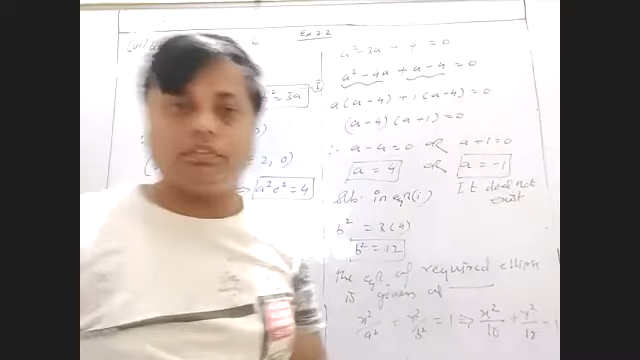 Ex 2.2
6
= 3a
i
= 2, 0)
⇒ a²e² = 4
a² - 3a - 4 = 0
a² - 4a + a - 4 = 0
a(a-4) + 1(a-4) = 0
(a-4) (a+1) = 0
∴ a-4=0 OR a+1=0
a = 4 OR a = -1
Sub. in eqn(i) It does not
exist
b² = 3(4)
b² = 12
the eqn of required ellipse
is given as
x²/a² + y²/b² = 1 ⇒ x²/16 + y²/12 = 1